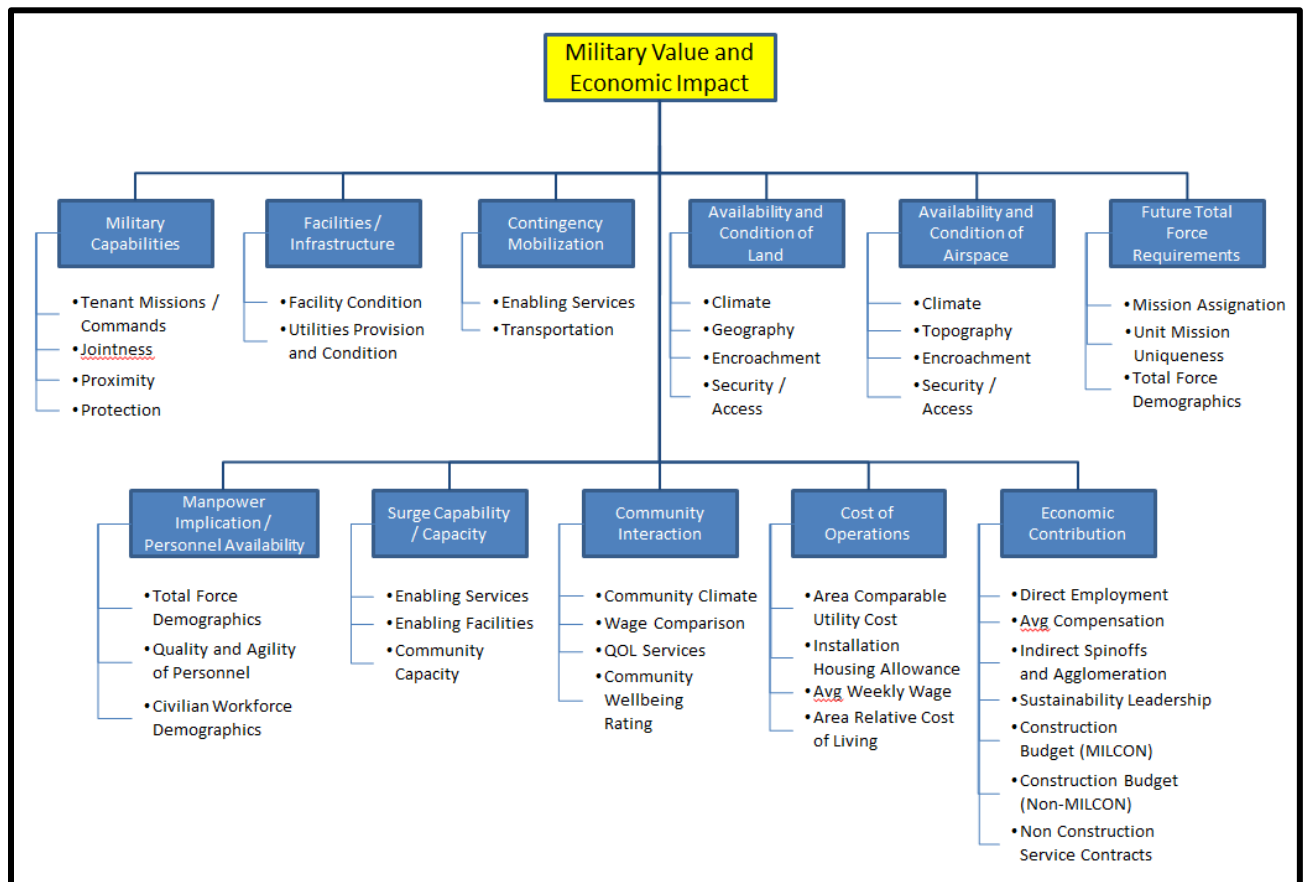 Military Value and
Economic Impact
Military
Capabilities
• Tenant Missions /
Commands
• Jointness
• Proximity
• Protection
Facilities /
Infrastructure
• Facility Condition
• Utilities Provision
and Condition
Contingency
Mobilization
• Enabling Services
• Transportation
Availability and
Condition of
Land
• Climate
• Geography
• Encroachment
• Security /
Access
Availability and
Condition of
Airspace
• Climate
• Topography
• Encroachment
• Security /
Access
Future Total
Force
Requirements
• Mission Assignation
• Unit Mission
Uniqueness
• Total Force
Demographics
Manpower
Implication /
Personnel Availability
• Total Force
Demographics
• Quality and Agility
of Personnel
• Civilian Workforce
Demographics
Surge Capability
/ Capacity
• Enabling Services
• Enabling Facilities
• Community
Capacity
Community
Interaction
• Community Climate
• Wage Comparison
• QOL Services
• Community
Wellbeing
Rating
Cost of
Operations
• Area Comparable
Utility Cost
• Installation
Housing Allowance
• Avg Weekly Wage
• Area Relative Cost
of Living
Economic
Contribution
• Direct Employment
• Avg Compensation
• Indirect Spinoffs
and Agglomeration
• Sustainability Leadership
• Construction
Budget (MILCON)
• Construction Budget
(Non-MILCON)
• Non Construction
Service Contracts